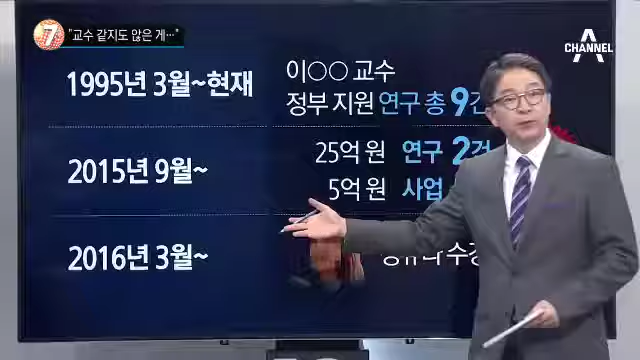 7 "교수 같지도 않은 게…"
CHANNEL A
1995년 3월~현재
이○○ 교수
정부 지원 연구 총 9건
2015년 9월~
25억 원 연구 2건
5억 원 사업
2016년 3월~